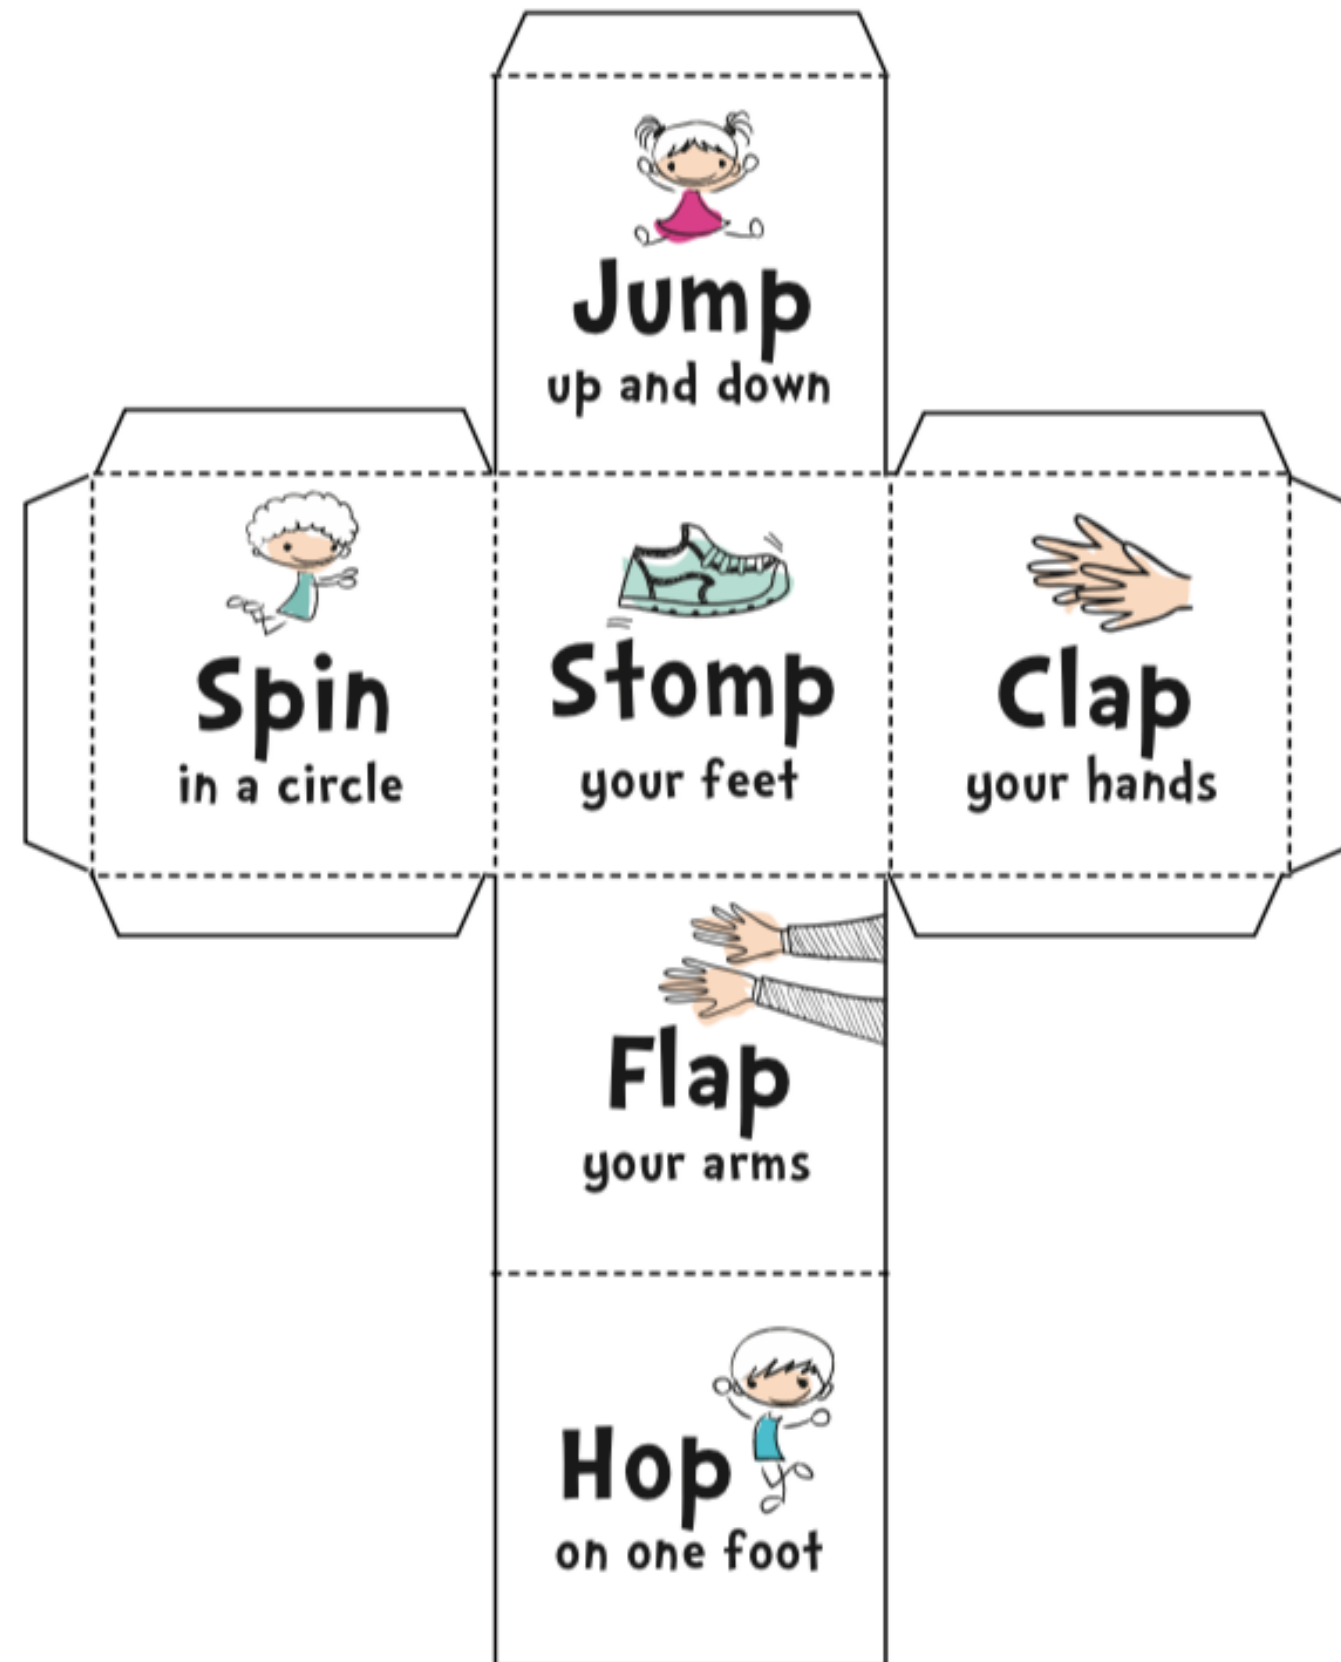 Jump
up and down
Spin
in a circle
Stomp
your feet
Clap
your hands
Flap
your arms
Hop
on one foot